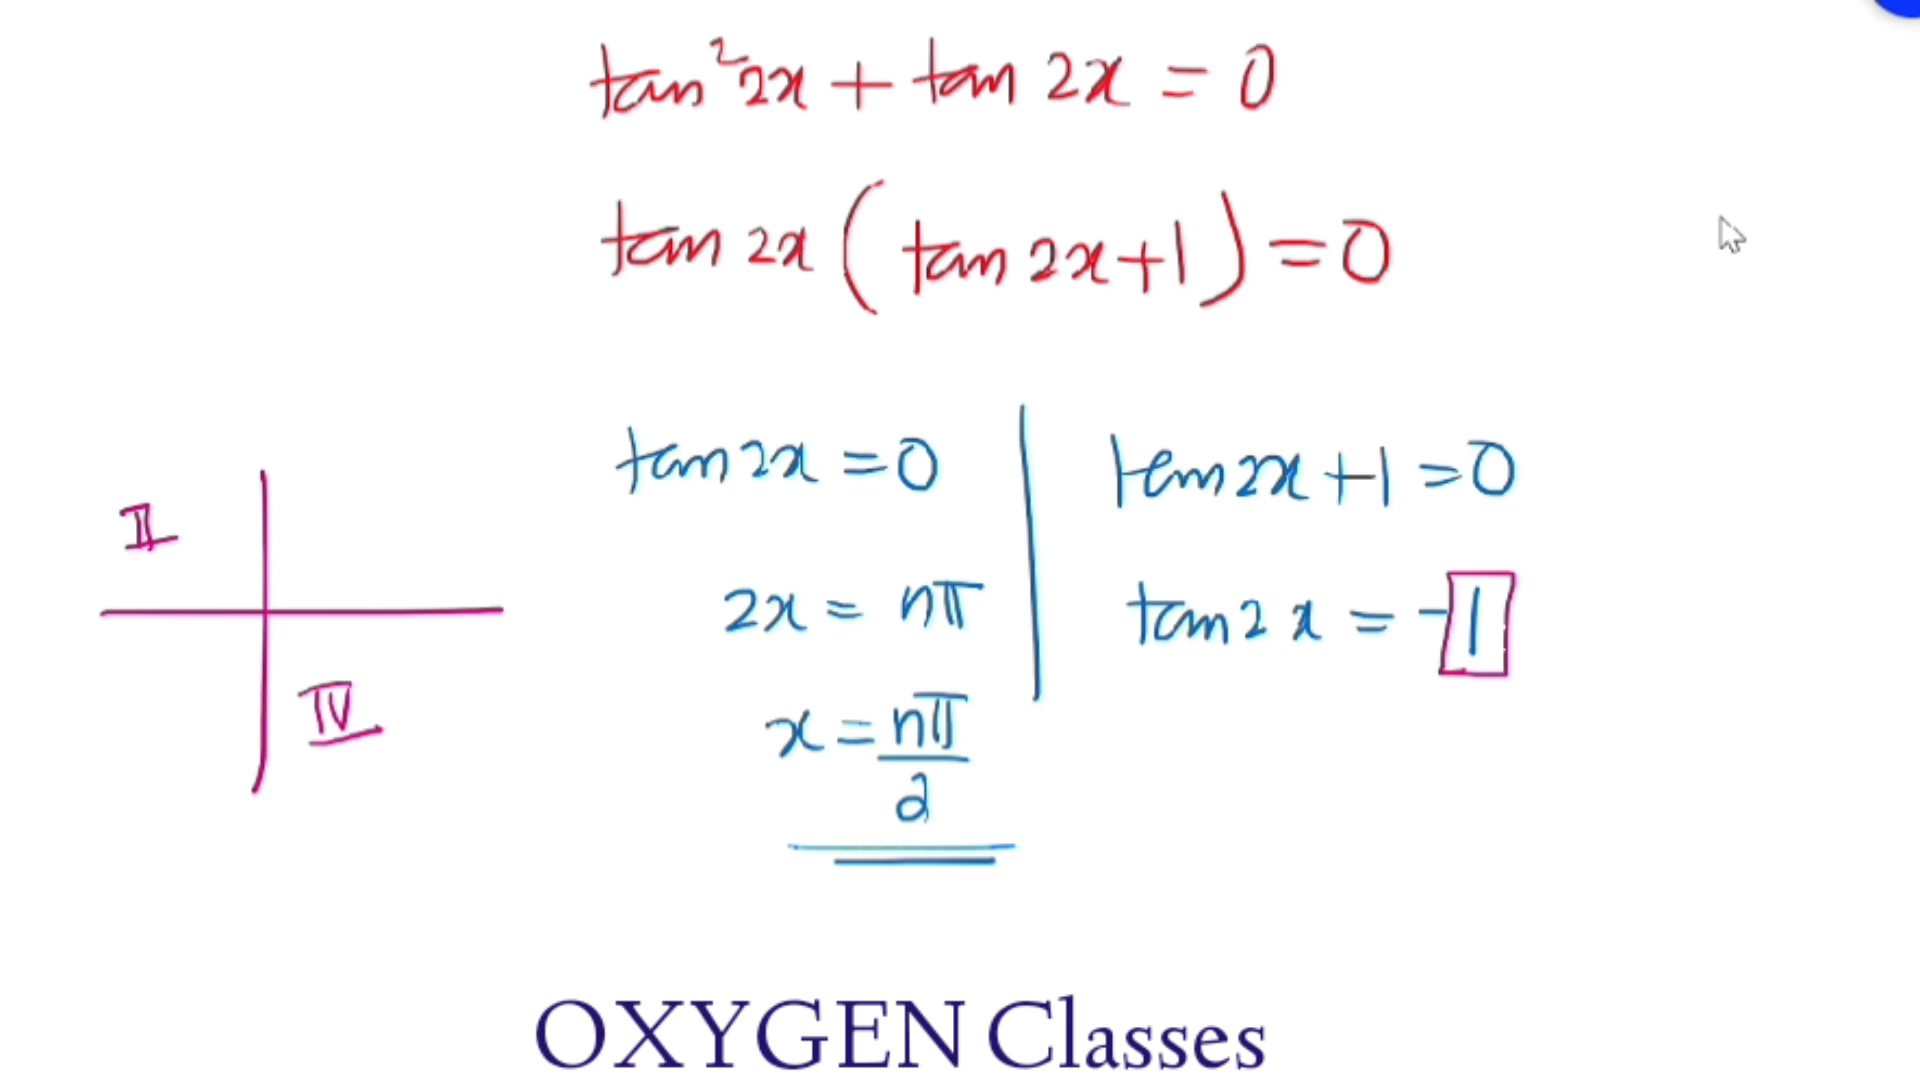 tan²2x + tan 2x = 0
tan 2x ( tan 2x+1 ) = 0
tan 2x = 0
2x = nπ
x = nπ/2
tan 2x + 1 = 0
tan 2x = -1
II
IV
OXYGEN Classes